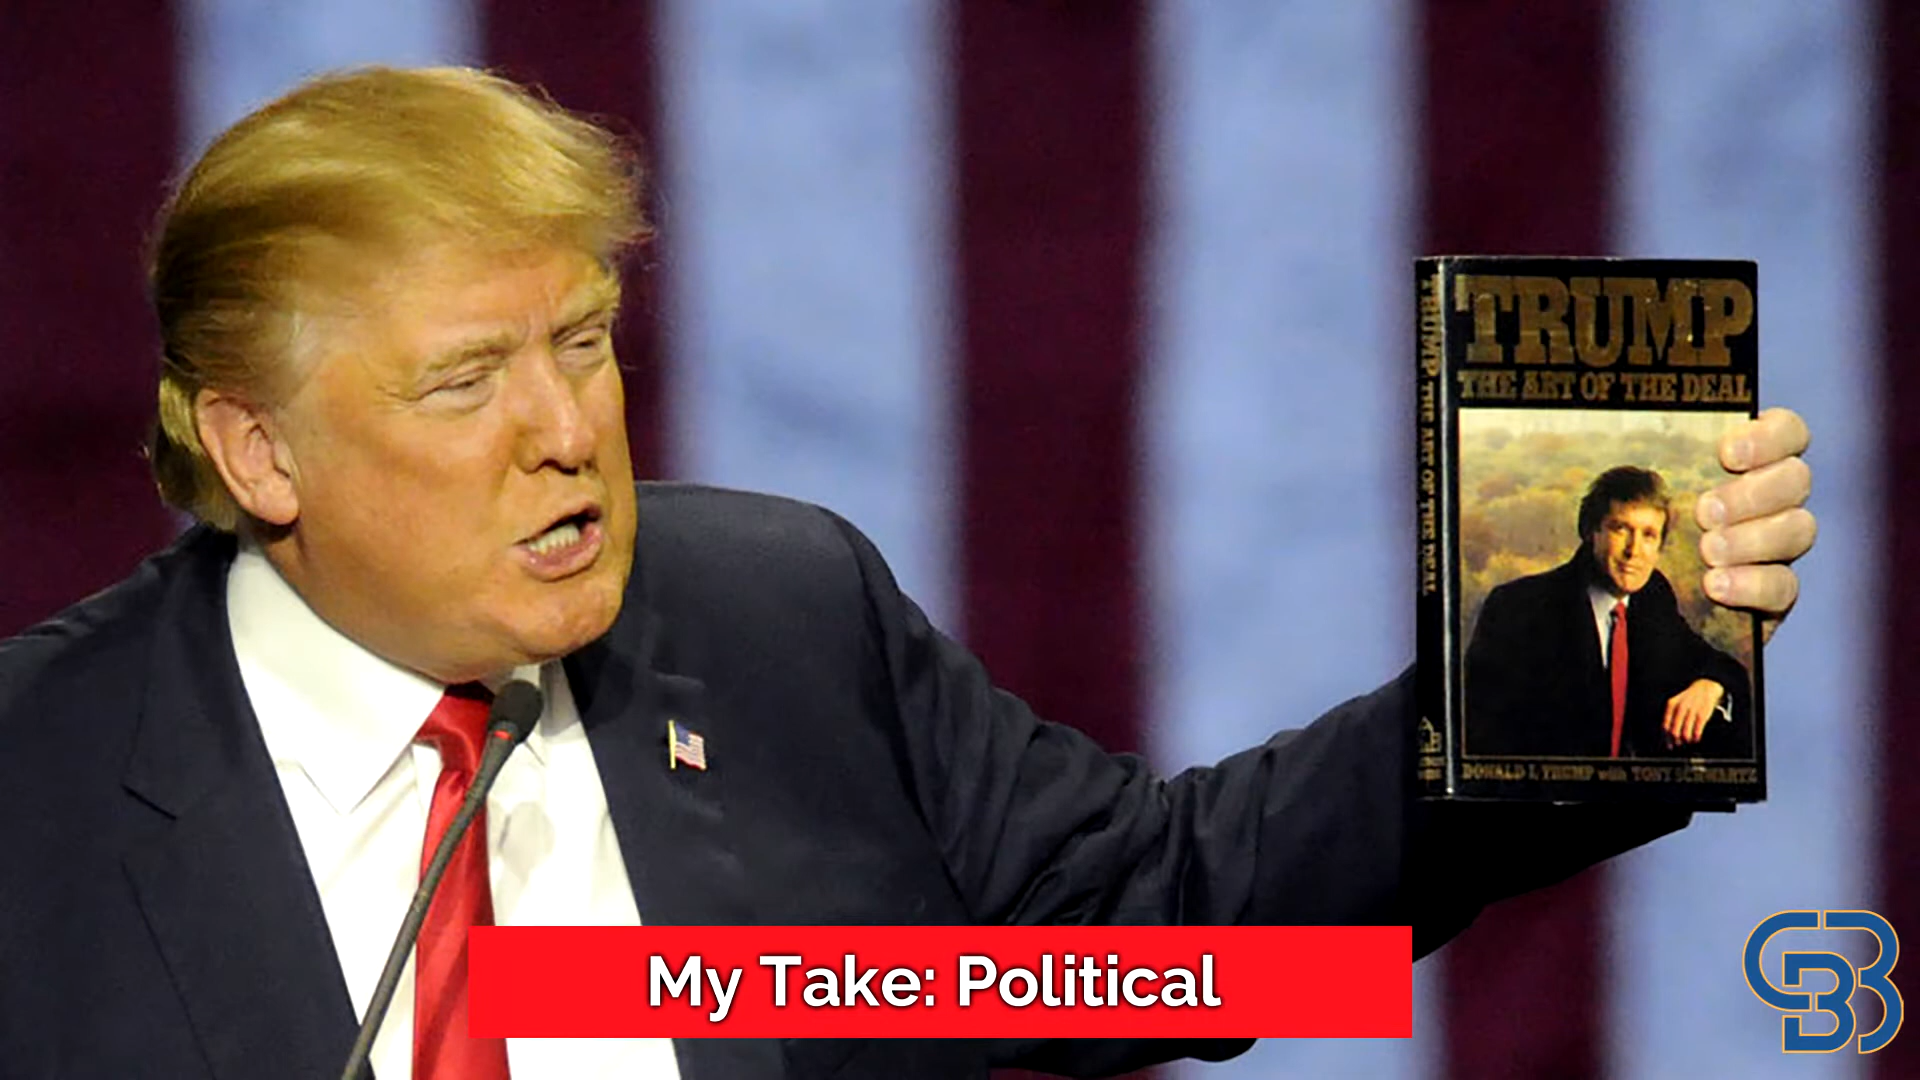 TRUMP
THE ART OF THE DEAL
TRUMP THE ART OF THE DEAL
DONALD J. TRUMP with TONY SCHWARTZ
My Take: Political